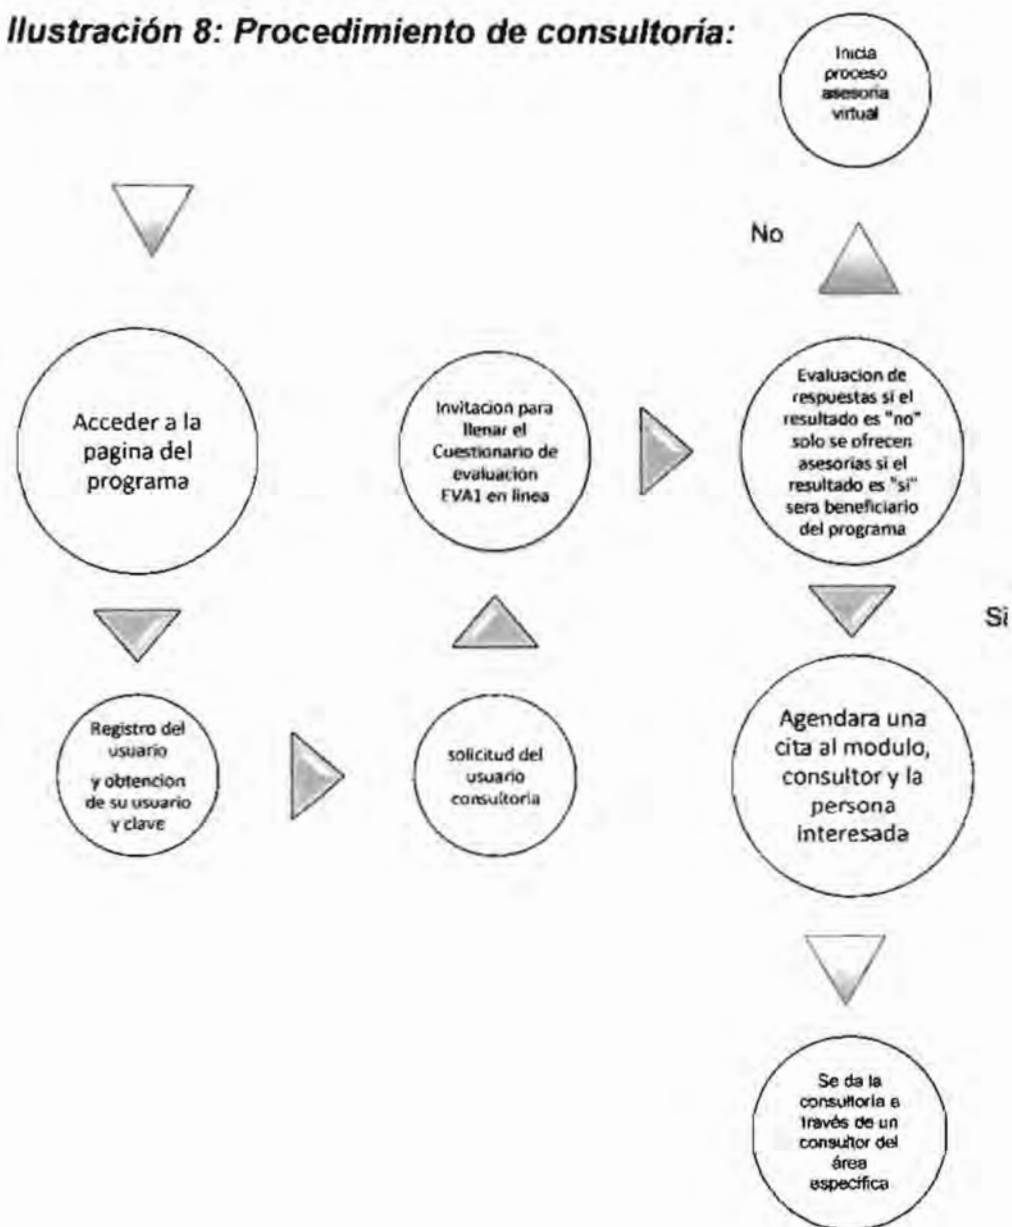 Ilustración 8: Procedimiento de consultoría:
Inicia
proceso
asesoria
virtual
No
Acceder a la
pagina del
programa
Invitacion para
llenar el
Cuestionario de
evaluacion
EVA1 en linea
Evaluacion de
respuestas si el
resultado es "no"
solo se ofrecen
asesorias si el
resultado es "si"
sera beneficiario
del programa
Si
Registro del
usuario
y obtencion
de su usuario
y clave
solicitud del
usuario
consultoria
Agendara una
cita al modulo,
consultor y la
persona
interesada
Se da la
consultoría a
través de un
consultor del
área
específica